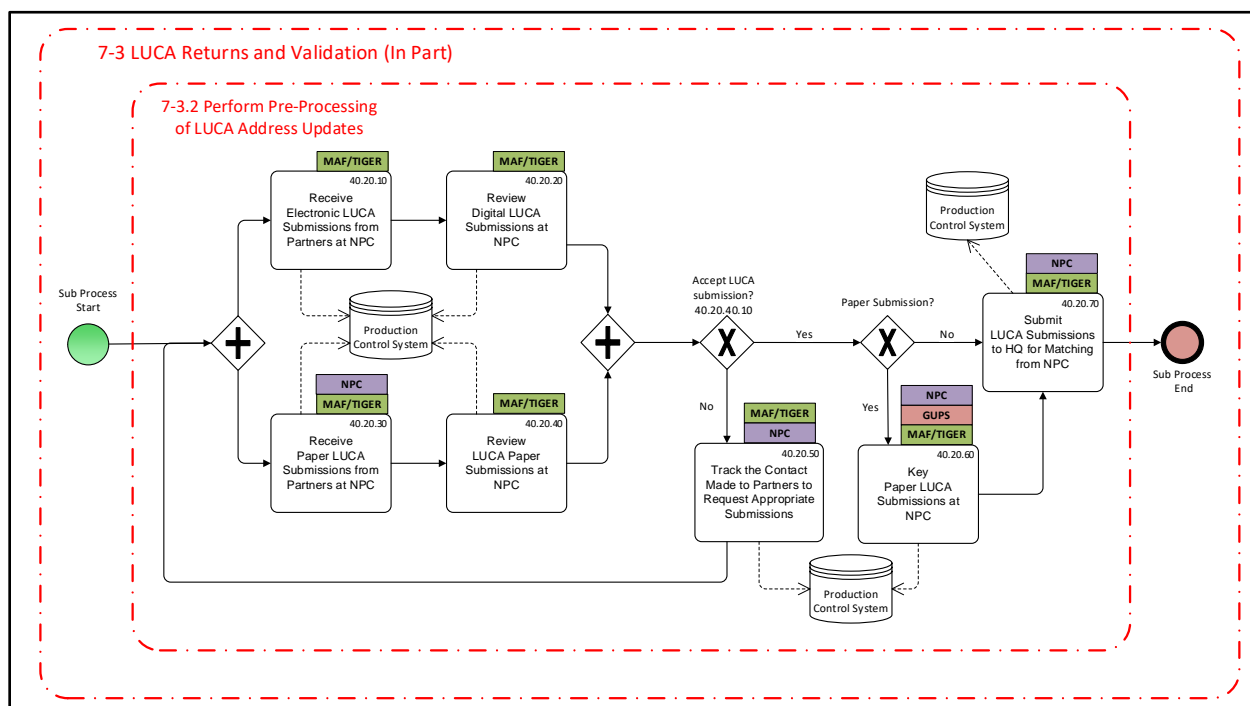 7-3 LUCA Returns and Validation (In Part)
7-3.2 Perform Pre-Processing
of LUCA Address Updates
Sub Process
Start
MAF/TIGER
40.20.10
Receive
Electronic LUCA
Submissions from
Partners at NPC
MAF/TIGER
40.20.20
Review
Digital LUCA
Submissions at
NPC
Production
Control System
NPC
MAF/TIGER
40.20.30
Receive
Paper LUCA
Submissions from
Partners at NPC
MAF/TIGER
40.20.40
Review
LUCA Paper
Submissions at
NPC
Accept LUCA
submission?
40.20.40.10
X
Yes
No
MAF/TIGER
NPC
40.20.50
Track the Contact
Made to Partners to
Request Appropriate
Submissions
Paper Submission?
X
No
Yes
NPC
GUPS
MAF/TIGER
40.20.60
Key
Paper LUCA
Submissions at
NPC
Production
Control System
Production
Control System
NPC
MAF/TIGER
40.20.70
Submit
LUCA Submissions
to HQ for Matching
from NPC
Sub Process
End